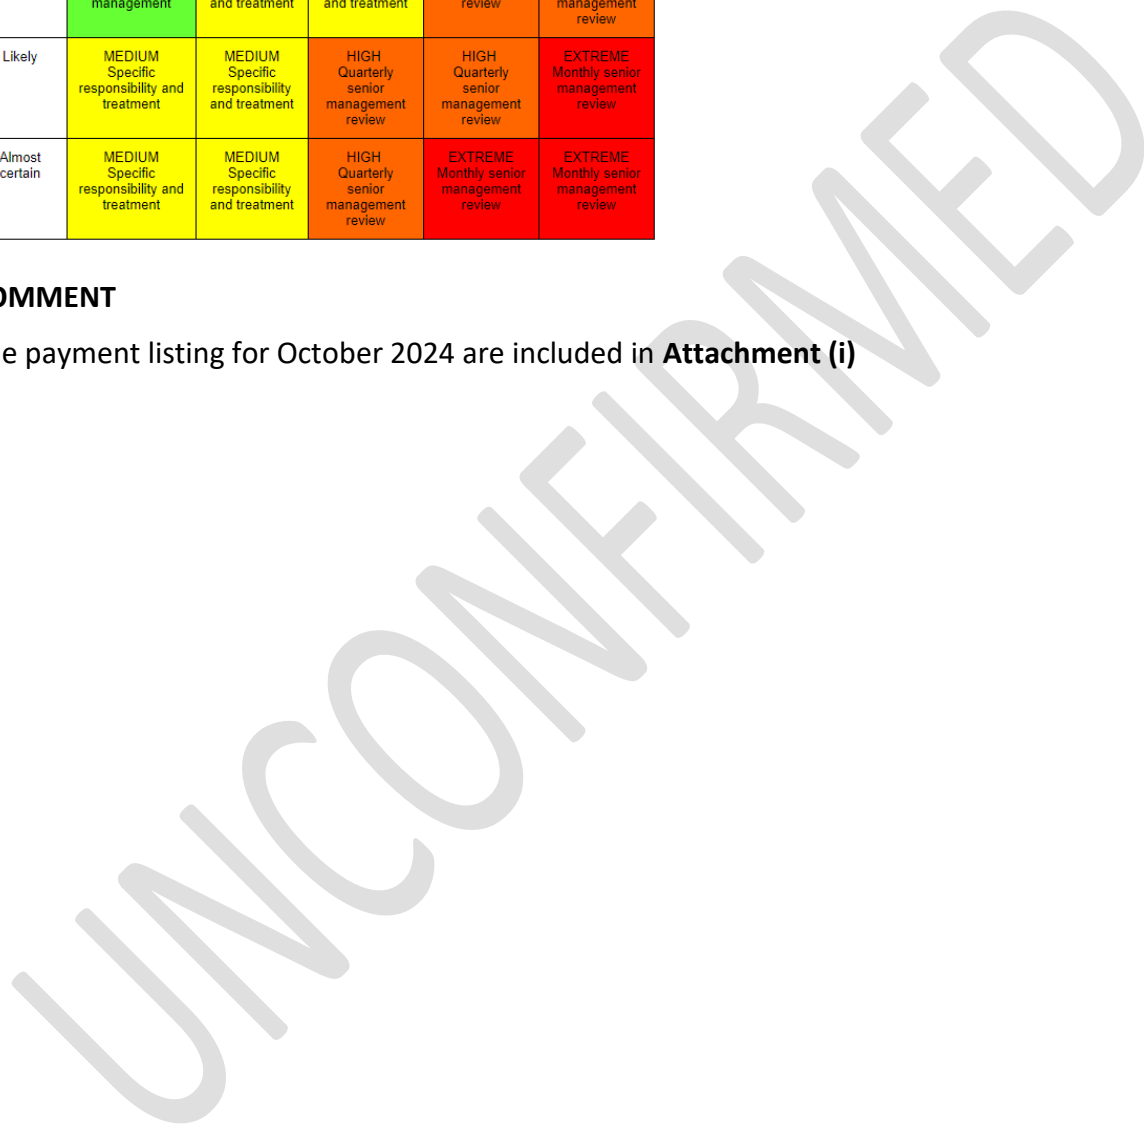 management and treatment and treatment review management
review
Likely MEDIUM MEDIUM HIGH HIGH EXTREME
Specific Specific Quarterly Quarterly Monthly senior
responsibility and responsibility senior senior management
treatment and treatment management management review
review review
Almost MEDIUM MEDIUM HIGH EXTREME EXTREME
certain Specific Specific Quarterly Monthly senior Monthly senior
responsibility and responsibility senior management management
treatment and treatment management review review
review
OMMENT
e payment listing for October 2024 are included in Attachment (i)
UNCONFIRMED